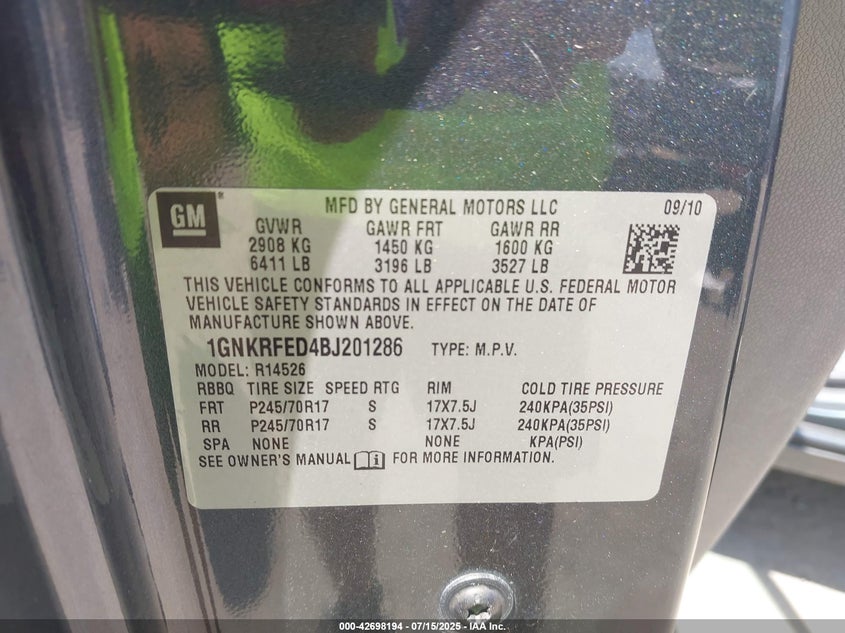 GM
MFD BY GENERAL MOTORS LLC 09/10
GVWR GAWR FRT GAWR RR
2908 KG 1450 KG 1600 KG
6411 LB 3196 LB 3527 LB
THIS VEHICLE CONFORMS TO ALL APPLICABLE U.S. FEDERAL MOTOR
VEHICLE SAFETY STANDARDS IN EFFECT ON THE DATE OF
MANUFACTURE SHOWN ABOVE.
1GNKRFED4BJ201286 TYPE: M.P.V.
MODEL: R14526
RBBQ TIRE SIZE SPEED RTG RIM COLD TIRE PRESSURE
FRT P245/70R17 S 17X7.5J 240KPA(35PSI)
RR P245/70R17 S 17X7.5J 240KPA(35PSI)
SPA NONE NONE KPA(PSI)
SEE OWNER'S MANUAL FOR MORE INFORMATION.
000-42698194 - 07/15/2025 - IAA Inc.